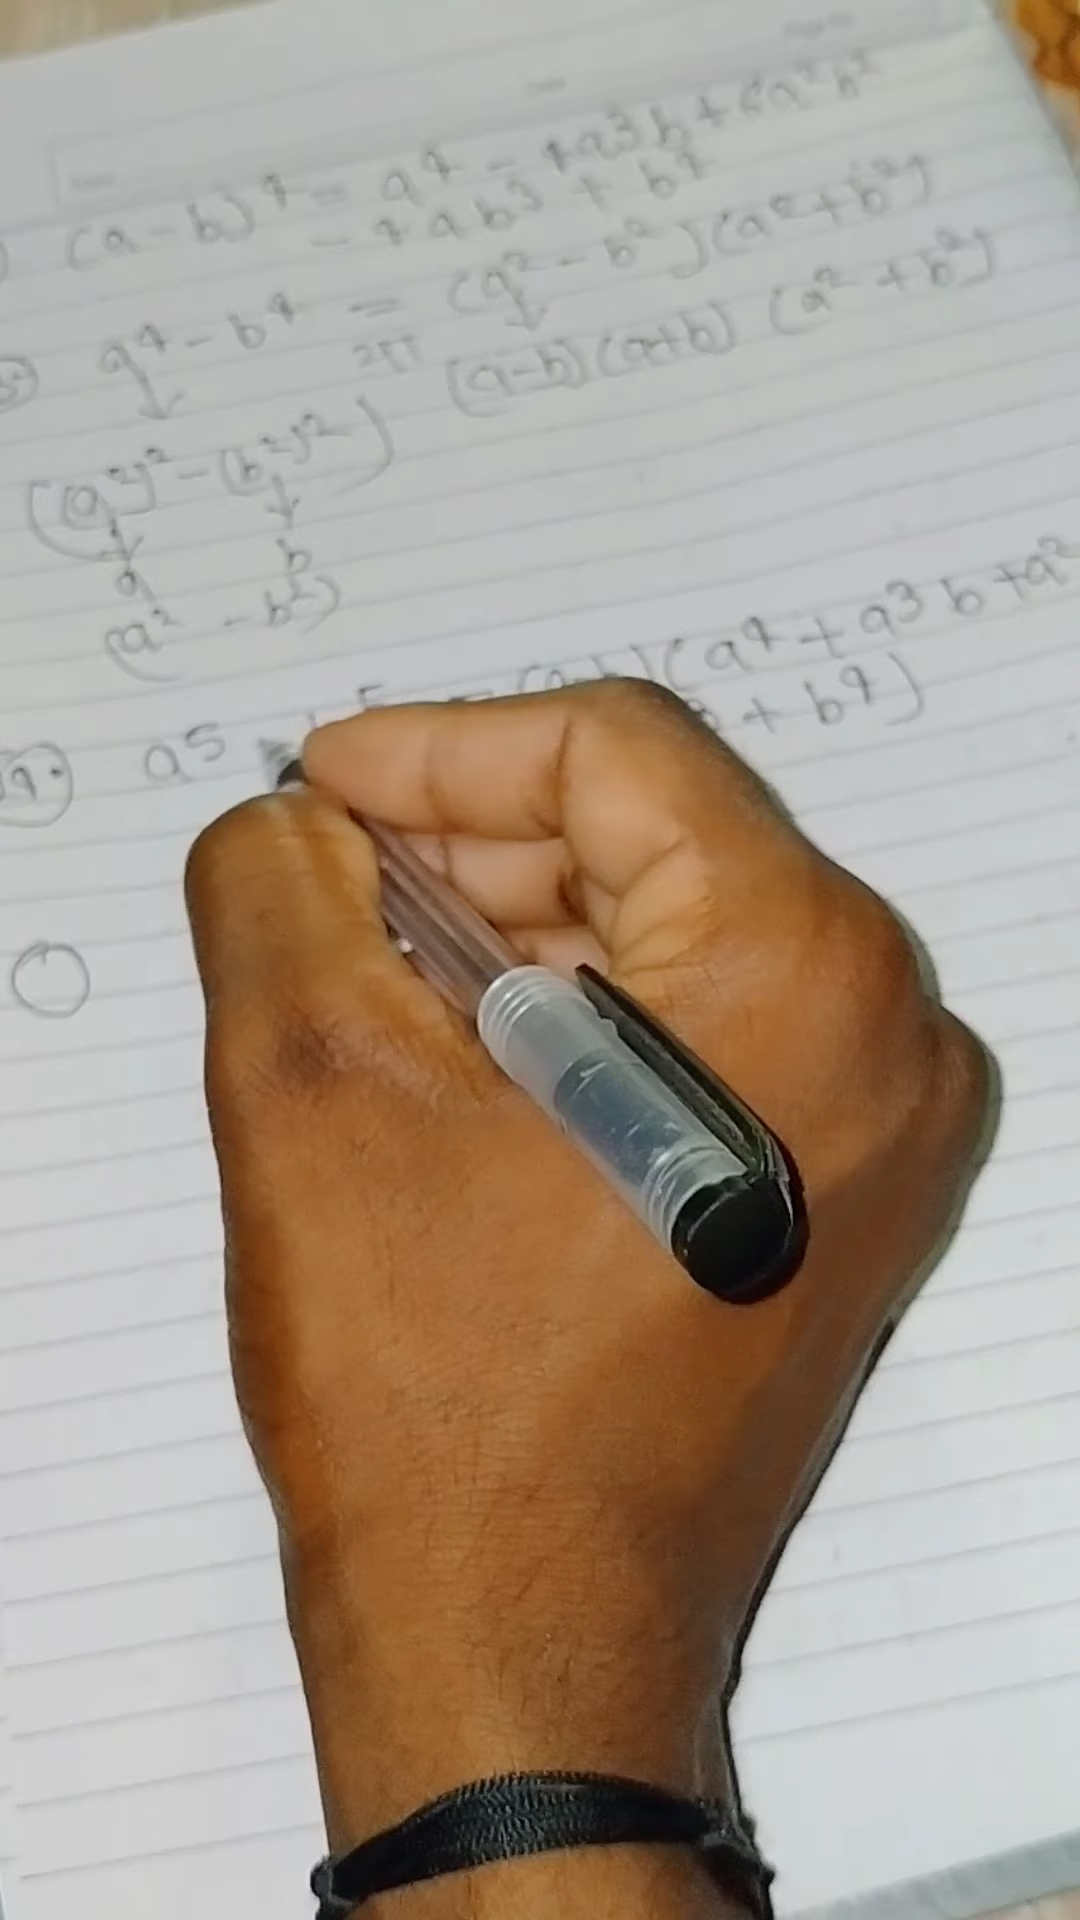 (a-b)⁴ = a⁴ - 4a³b + 6a²b²
- 4ab³ + b⁴
a⁴ - b⁴ = (a² - b²)(a² + b²)
(a-b)(a+b) (a² + b²)
((a²)² - (b²)²)
a b
(a² - b²)
a⁵ (a⁴ + a³b + a²
+ b⁴)